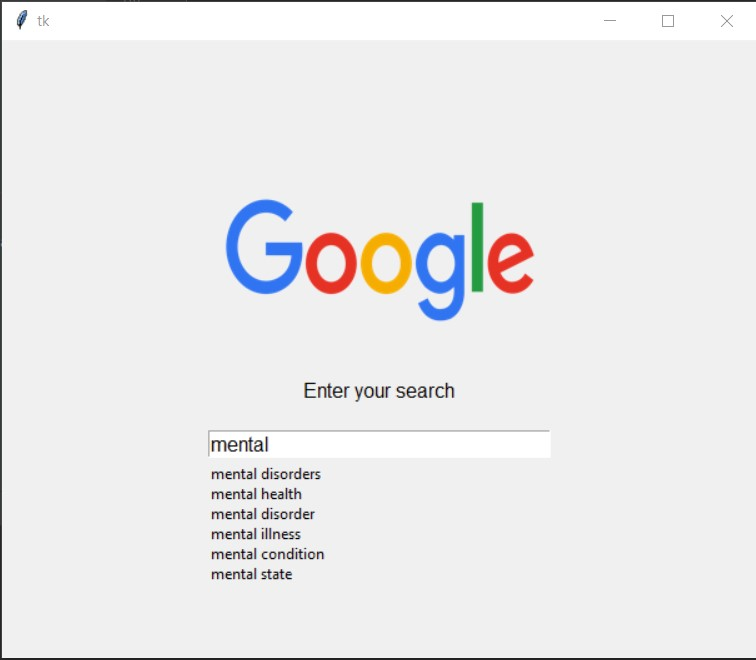 tk
Google
Enter your search
mental
mental disorders
mental health
mental disorder
mental illness
mental condition
mental state